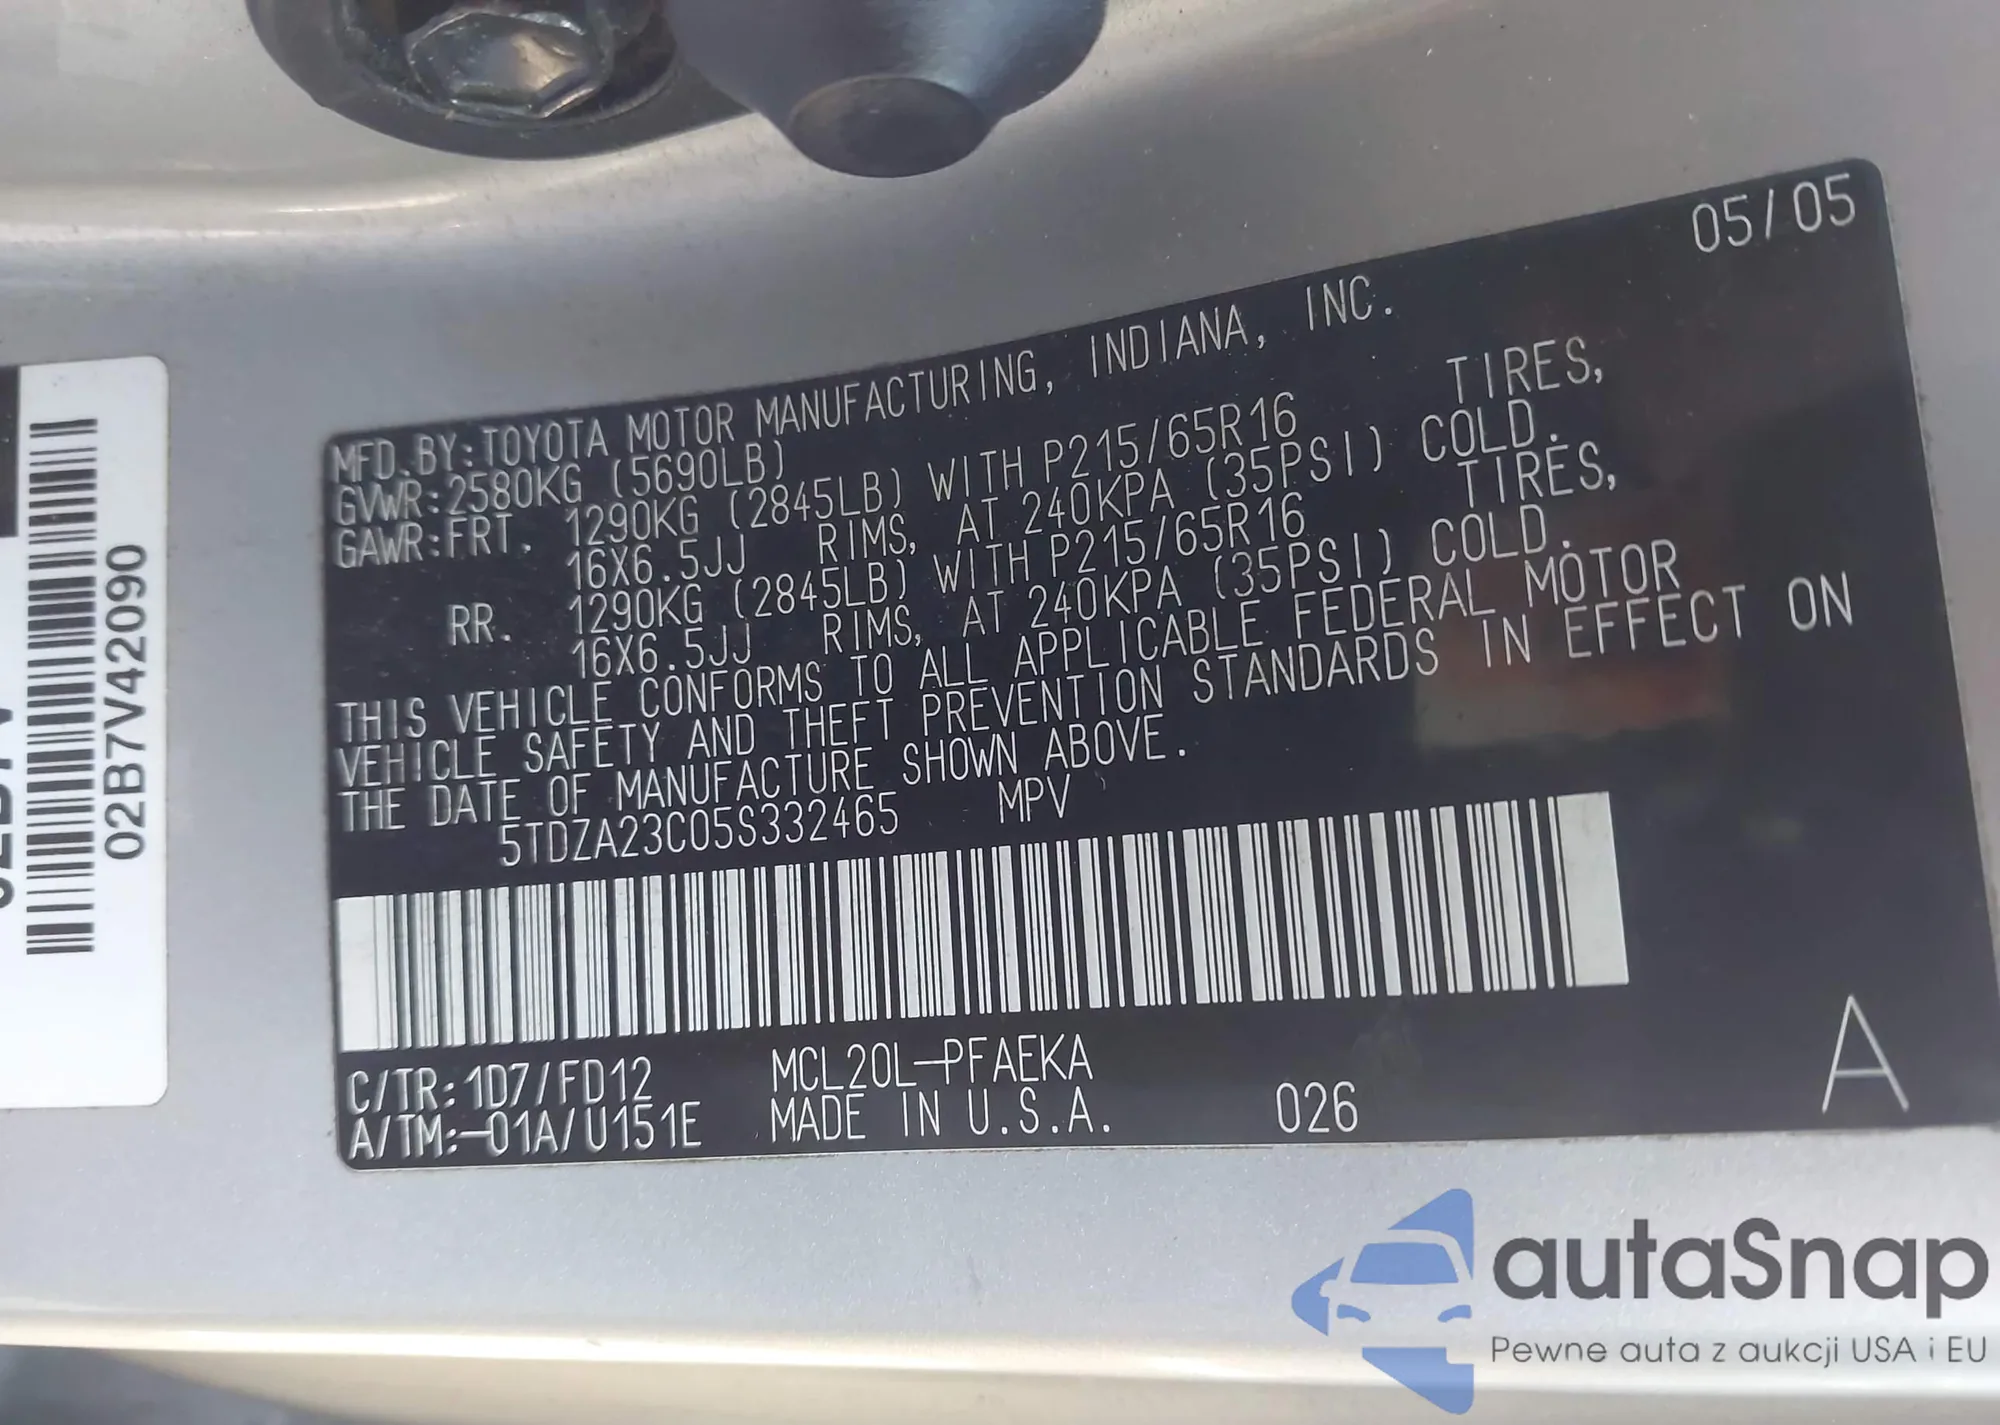 05/05
MFD.BY:TOYOTA MOTOR MANUFACTURING, INDIANA, INC.
GVWR:2580KG (5690LB)
GAWR:FRT. 1290KG (2845LB) WITH P215/65R16 TIRES,
16X6.5JJ RIMS, AT 240KPA (35PSI) COLD.
RR. 1290KG (2845LB) WITH P215/65R16 TIRES,
16X6.5JJ RIMS, AT 240KPA (35PSI) COLD.
THIS VEHICLE CONFORMS TO ALL APPLICABLE FEDERAL MOTOR
VEHICLE SAFETY AND THEFT PREVENTION STANDARDS IN EFFECT ON
THE DATE OF MANUFACTURE SHOWN ABOVE.
5TDZA23C05S332465 MPV
C/TR:1D7/FD12 MCL20L-PFAEKA
A/TM:-01A/U151E MADE IN U.S.A. 026
A
02B7V42090
autaSnap
Pewne auta z aukcji USA i EU